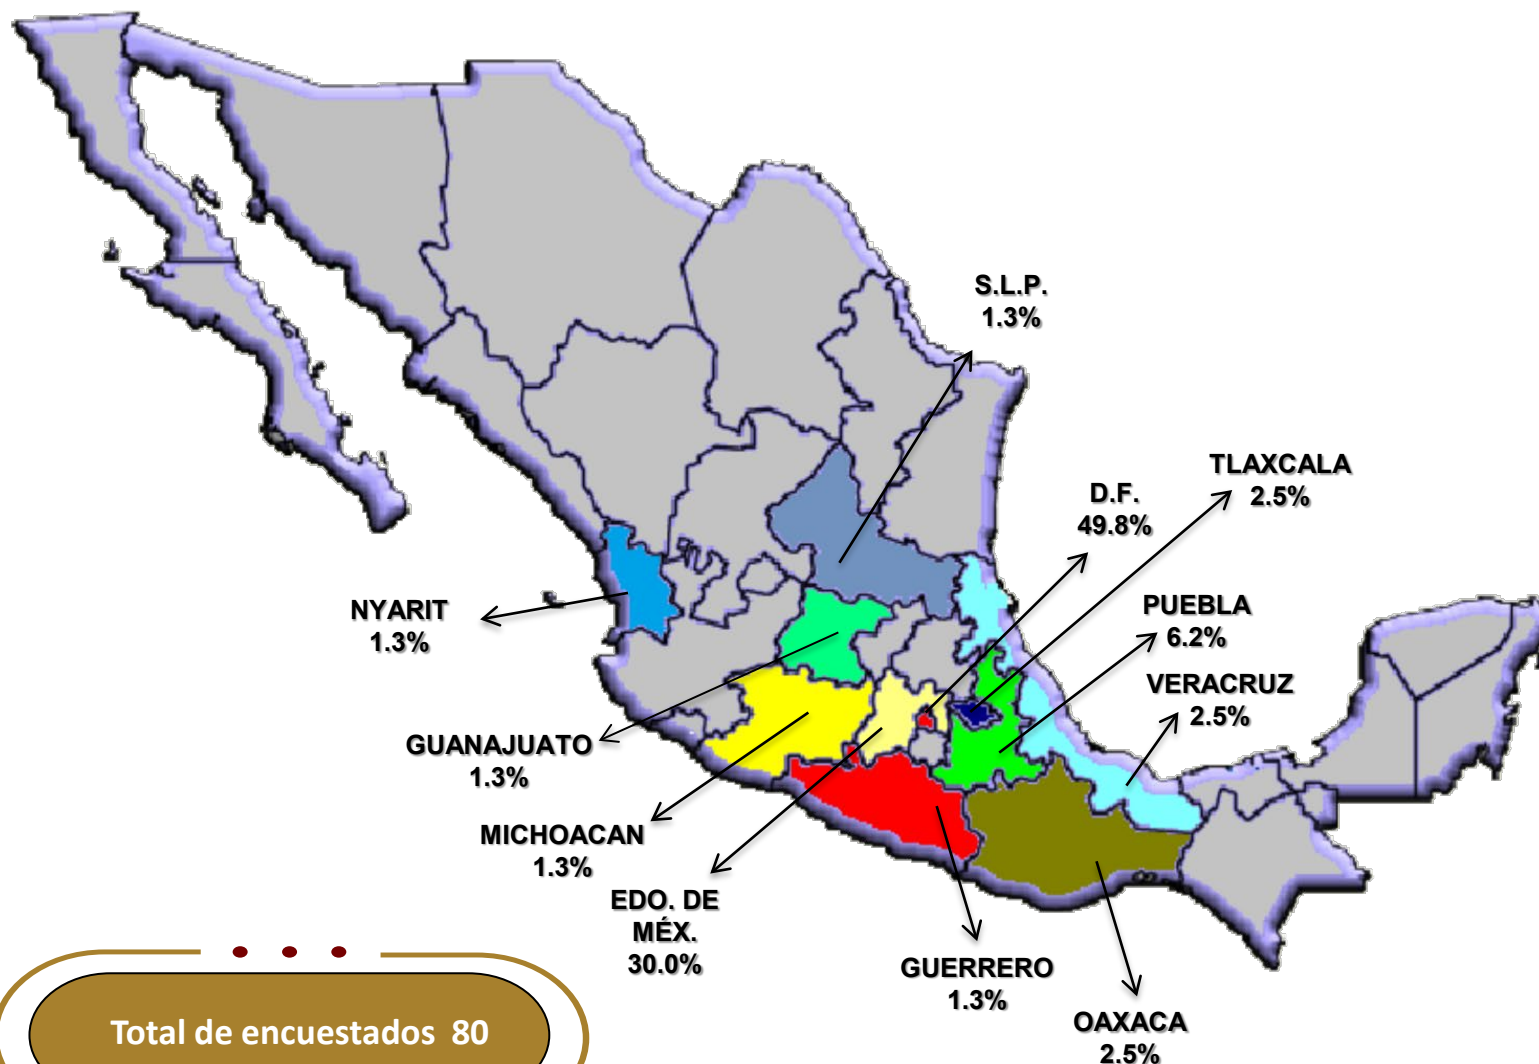 S.L.P.
1.3%
TLAXCALA
2.5%
D.F.
49.8%
PUEBLA
6.2%
NYARIT
1.3%
VERACRUZ
2.5%
GUANAJUATO
1.3%
MICHOACAN
1.3%
EDO. DE
MÉX.
30.0%
GUERRERO
1.3%
OAXACA
2.5%
Total de encuestados 80